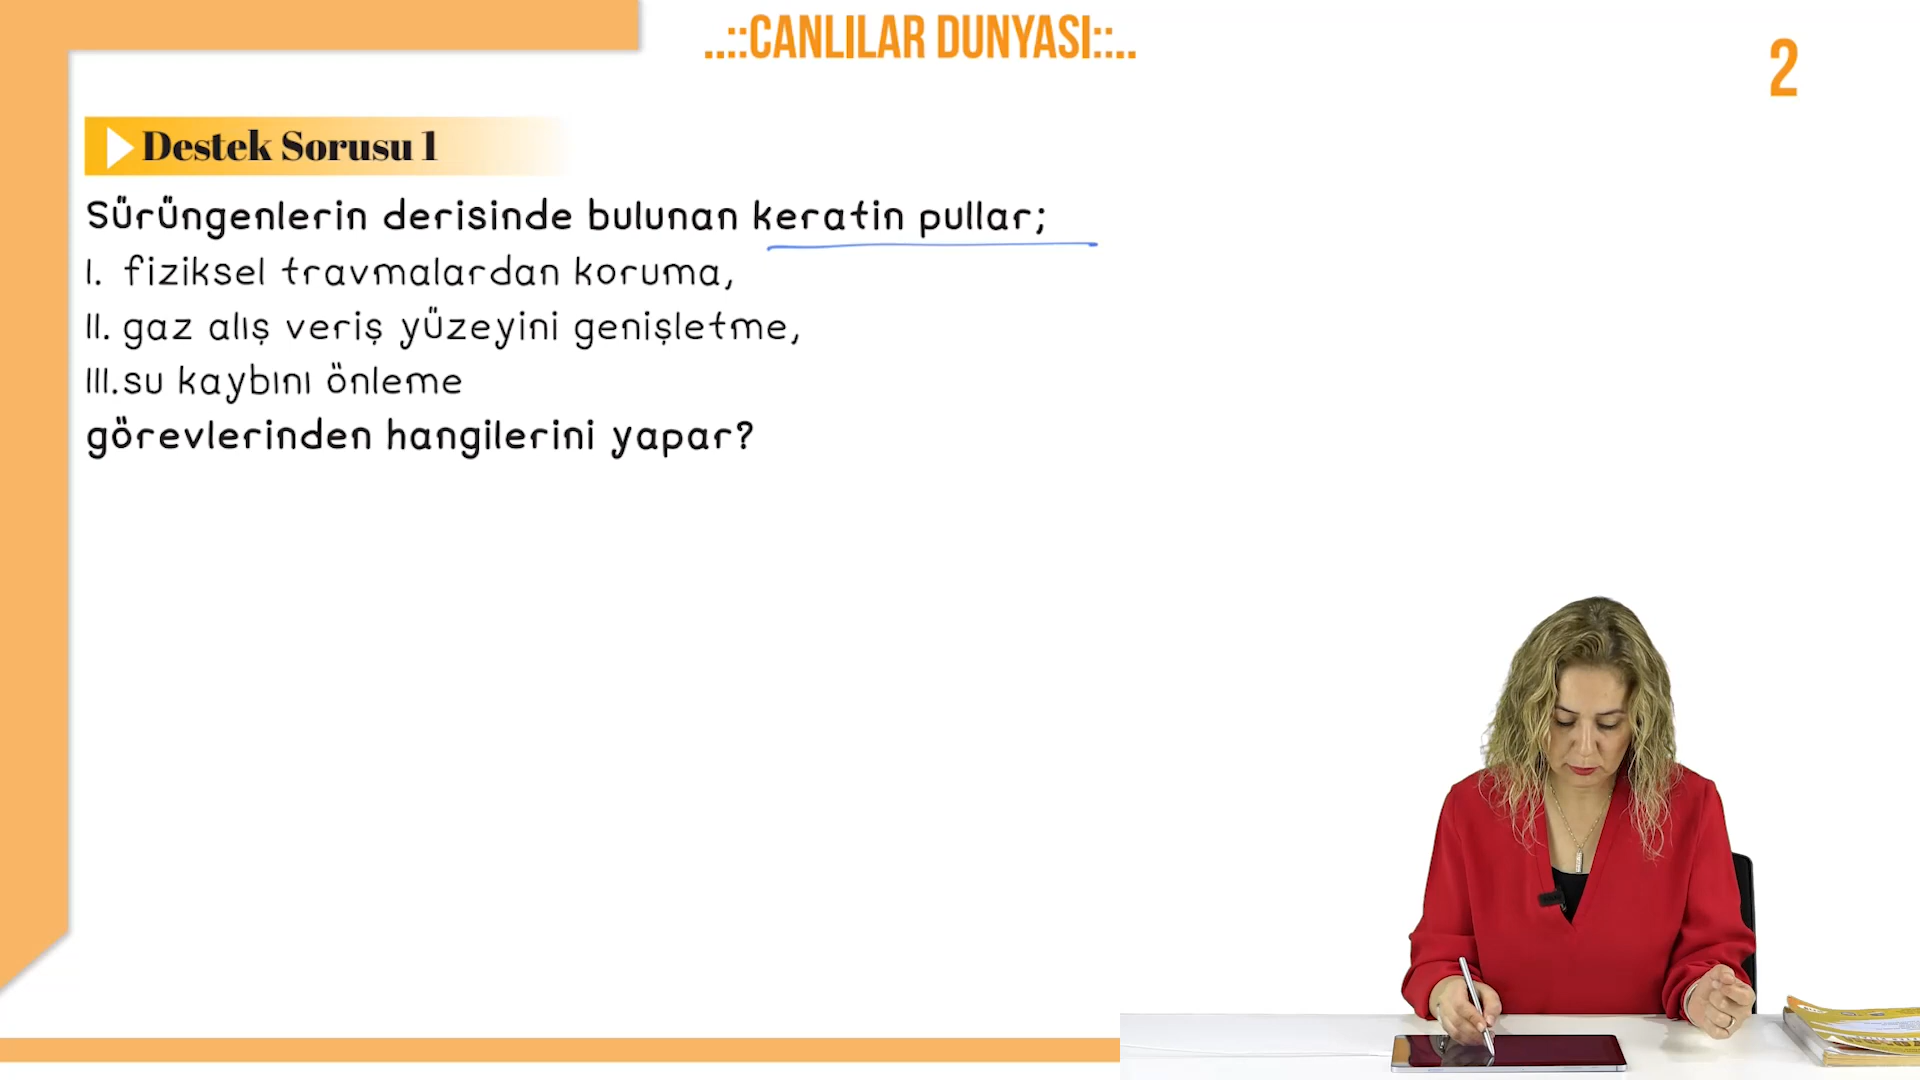 ..::CANLILAR DUNYASI::..
2
Destek Sorusu 1
Sürüngenlerin derisinde bulunan keratin pullar;
I. fiziksel travmalardan koruma,
II. gaz alış veriş yüzeyini genişletme,
III.su kaybını önleme
görevlerinden hangilerini yapar?